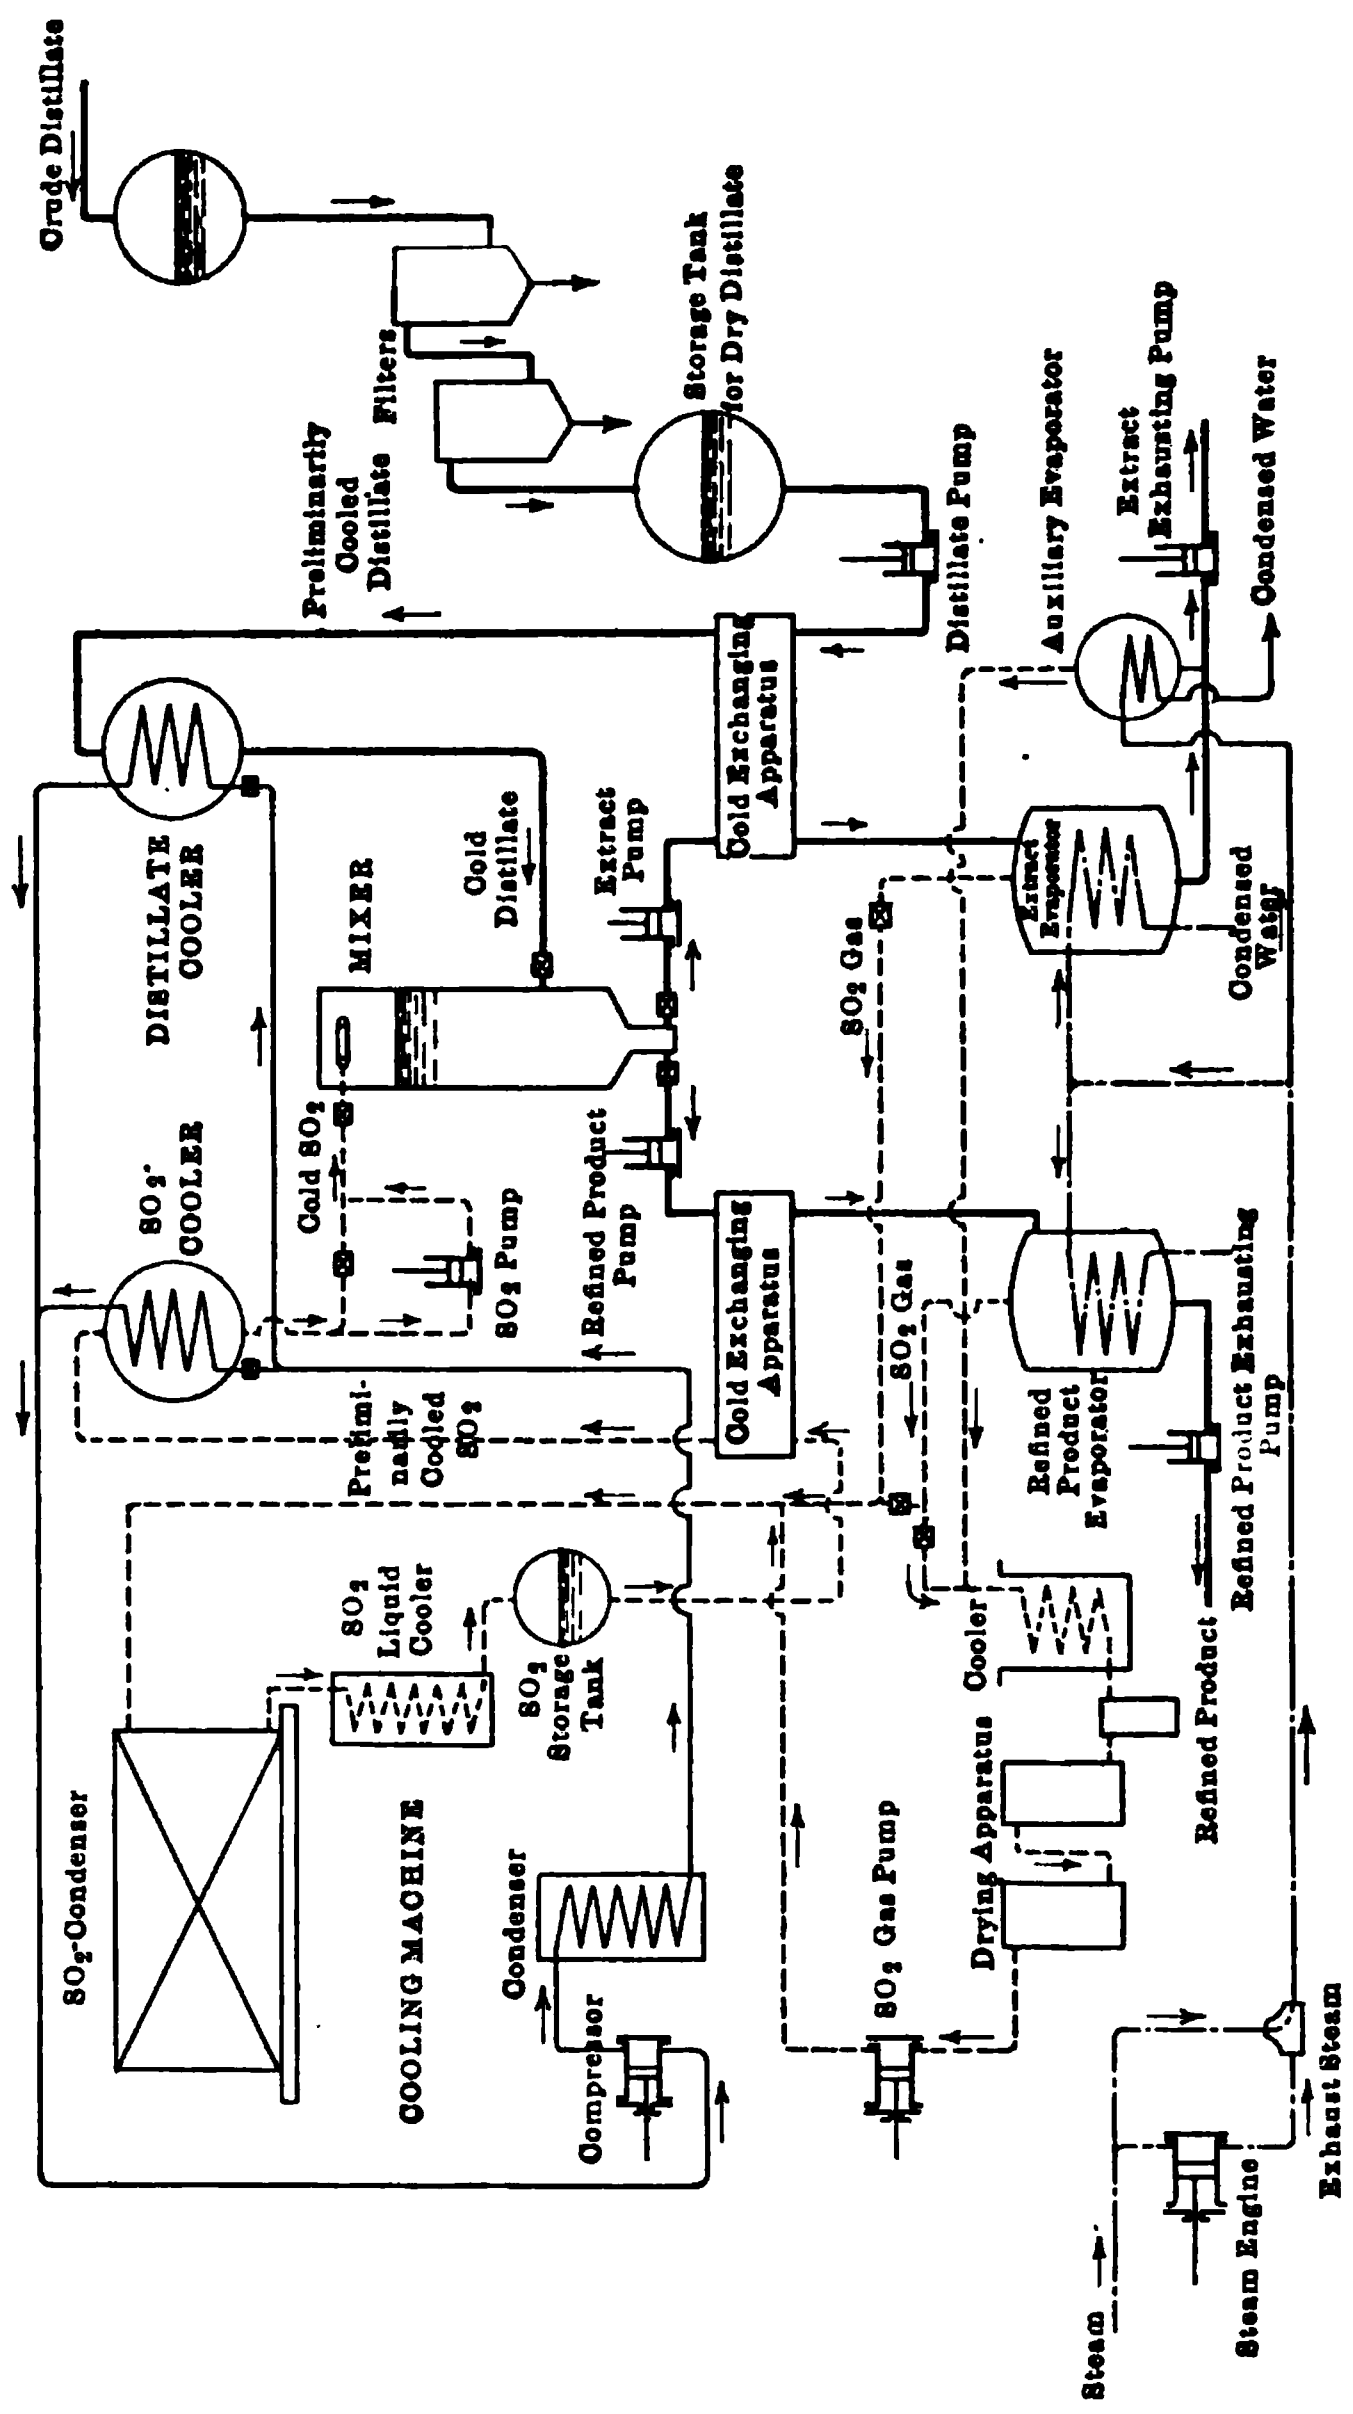 SO2-Condenser
SO2-
COOLER
DISTILLATE
COOLER
Crude Distillate
COOLING MACHINE
SO2
Liquid
Cooler
Prelimi-
narly
Cooled
SO2
Cold SO2
MIXER
Preliminarily
Cooled
Distillate
Filters
Condenser
SO2
Storage
Tank
SO2 Pump
Cold
Distillate
Compressor
Refined Product
Pump
Extract
Pump
Storage Tank
for Dry Distillate
Cold Exchanging
Apparatus
Cold Exchanging
Apparatus
SO2 Gas Pump
SO2 Gas
SO2 Gas
Distillate Pump
Drying Apparatus
Cooler
Refined
Product
Evaporator
Extract
Evaporator
Auxiliary Evaporator
Extract
Exhausting Pump
Steam
Refined Product
Refined Product Exhausting
Pump
Condensed
Water
Condensed Water
Steam Engine
Exhaust Steam